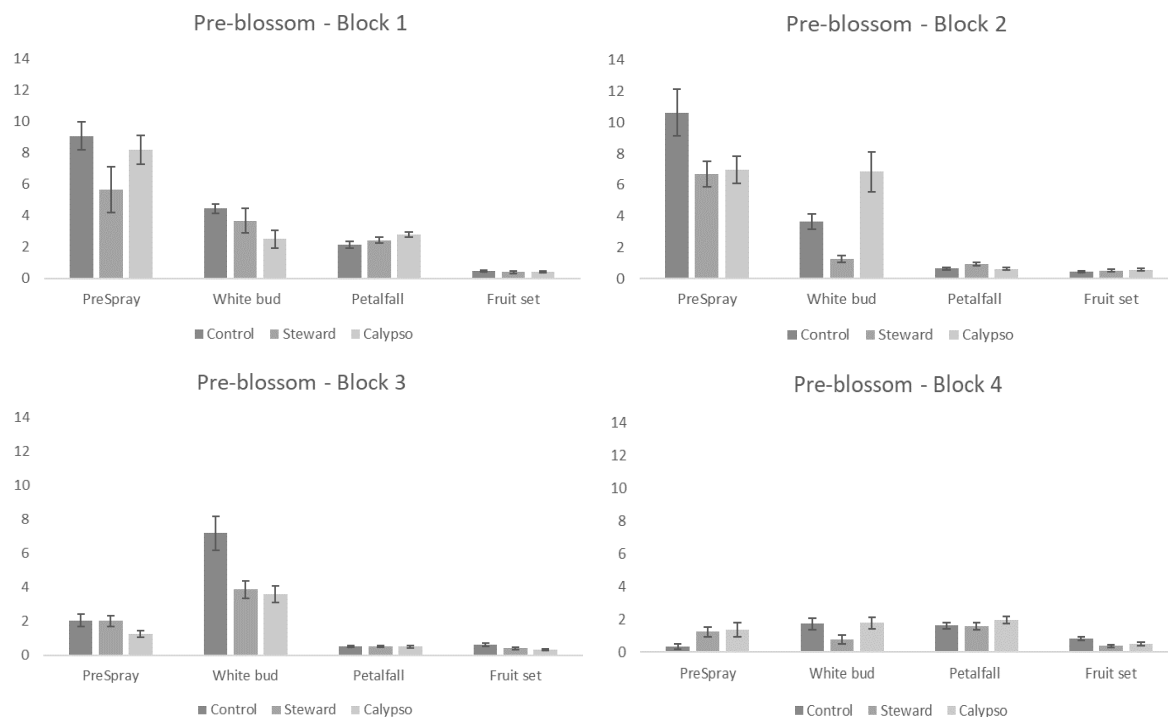 Pre-blossom - Block 1
14
12
10
8
6
4
2
0
PreSpray White bud Petalfall Fruit set
Control Steward Calypso
Pre-blossom - Block 2
14
12
10
8
6
4
2
0
PreSpray White bud Petalfall Fruit set
Control Steward Calypso
Pre-blossom - Block 3
14
12
10
8
6
4
2
0
PreSpray White bud Petalfall Fruit set
Control Steward Calypso
Pre-blossom - Block 4
14
12
10
8
6
4
2
0
PreSpray White bud Petalfall Fruit set
Control Steward Calypso